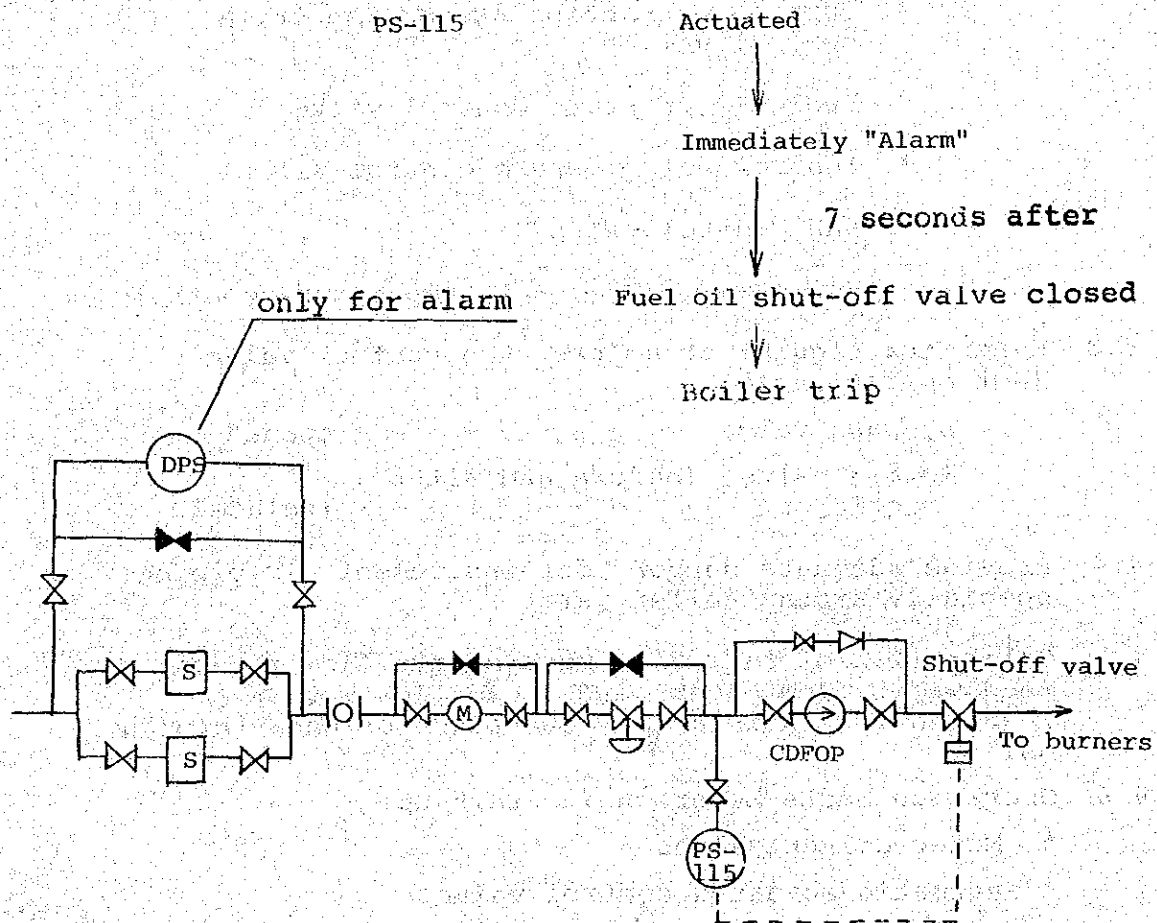 PS-115
Actuated
Immediately "Alarm"
7 seconds after
Fuel oil shut-off valve closed
Boiler trip
only for alarm
DPS
S
S
O
M
CDFOP
Shut-off valve
To burners
PS-
115